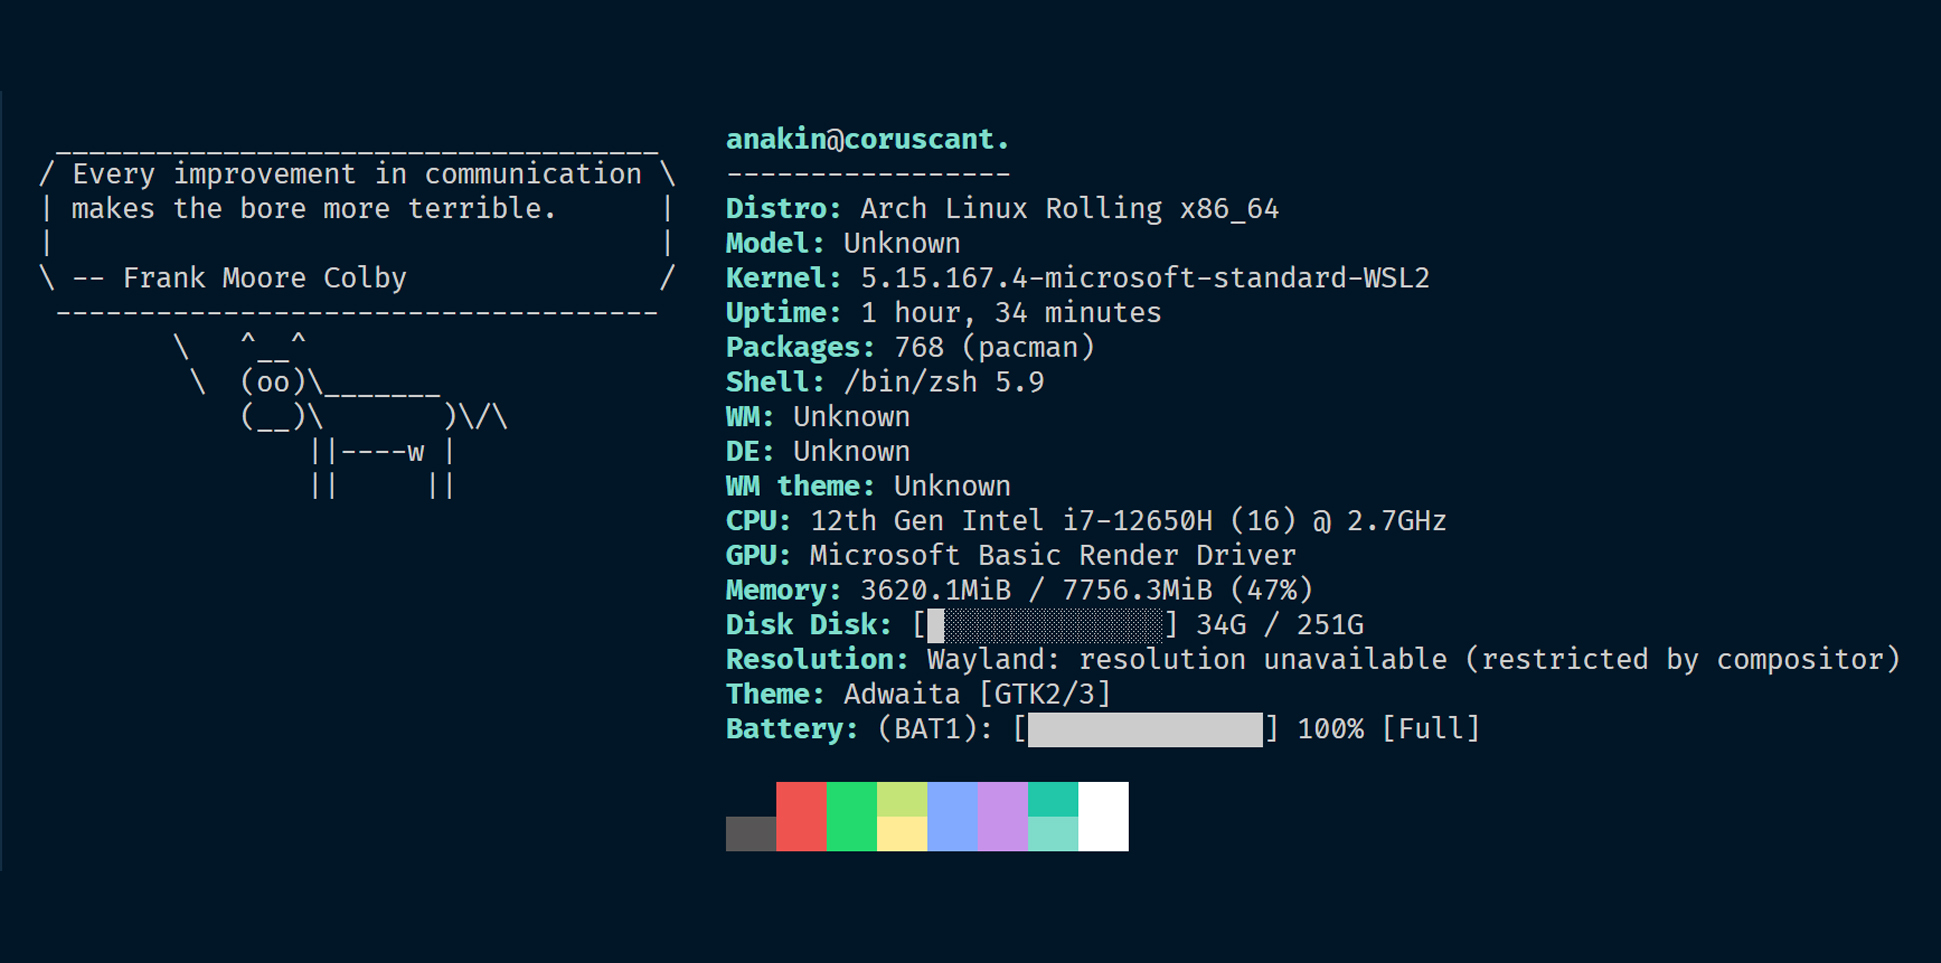 ____________________________________
/ Every improvement in communication \
| makes the bore more terrible.      |
|                                    |
\ -- Frank Moore Colby               /
 ------------------------------------
        \   ^__^
         \  (oo)\_______
            (__)\       )\/\
                ||----w |
                ||     ||
anakin@coruscant.
-----------------
Distro: Arch Linux Rolling x86_64
Model: Unknown
Kernel: 5.15.167.4-microsoft-standard-WSL2
Uptime: 1 hour, 34 minutes
Packages: 768 (pacman)
Shell: /bin/zsh 5.9
WM: Unknown
DE: Unknown
WM theme: Unknown
CPU: 12th Gen Intel i7-12650H (16) @ 2.7GHz
GPU: Microsoft Basic Render Driver
Memory: 3620.1MiB / 7756.3MiB (47%)
Disk Disk: [█░░░░░░░░░░░░░] 34G / 251G
Resolution: Wayland: resolution unavailable (restricted by compositor)
Theme: Adwaita [GTK2/3]
Battery: (BAT1): [██████████████] 100% [Full]